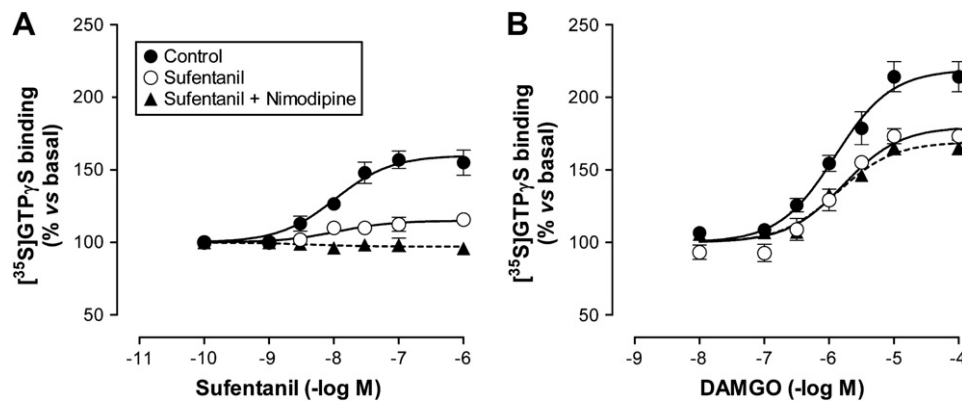 A
B
Control
Sufentanil
Sufentanil + Nimodipine
[³⁵S]GTPγS binding
(% vs basal)
250
200
150
100
50
-11 -10 -9 -8 -7 -6
Sufentanil (-log M)
[³⁵S]GTPγS binding
(% vs basal)
250
200
150
100
50
-9 -8 -7 -6 -5 -4
DAMGO (-log M)